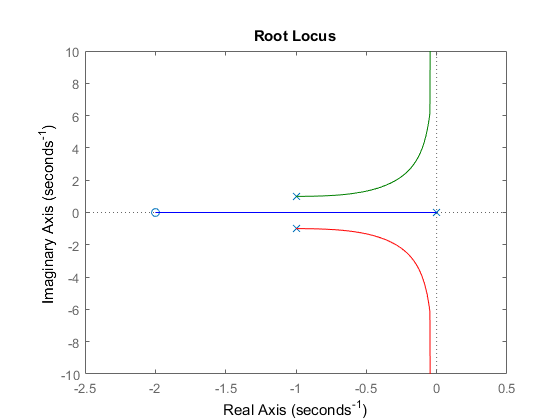 Root Locus
Imaginary Axis (seconds⁻¹)
10
8
6
4
2
0
-2
-4
-6
-8
-10
-2.5 -2 -1.5 -1 -0.5 0 0.5
Real Axis (seconds⁻¹)